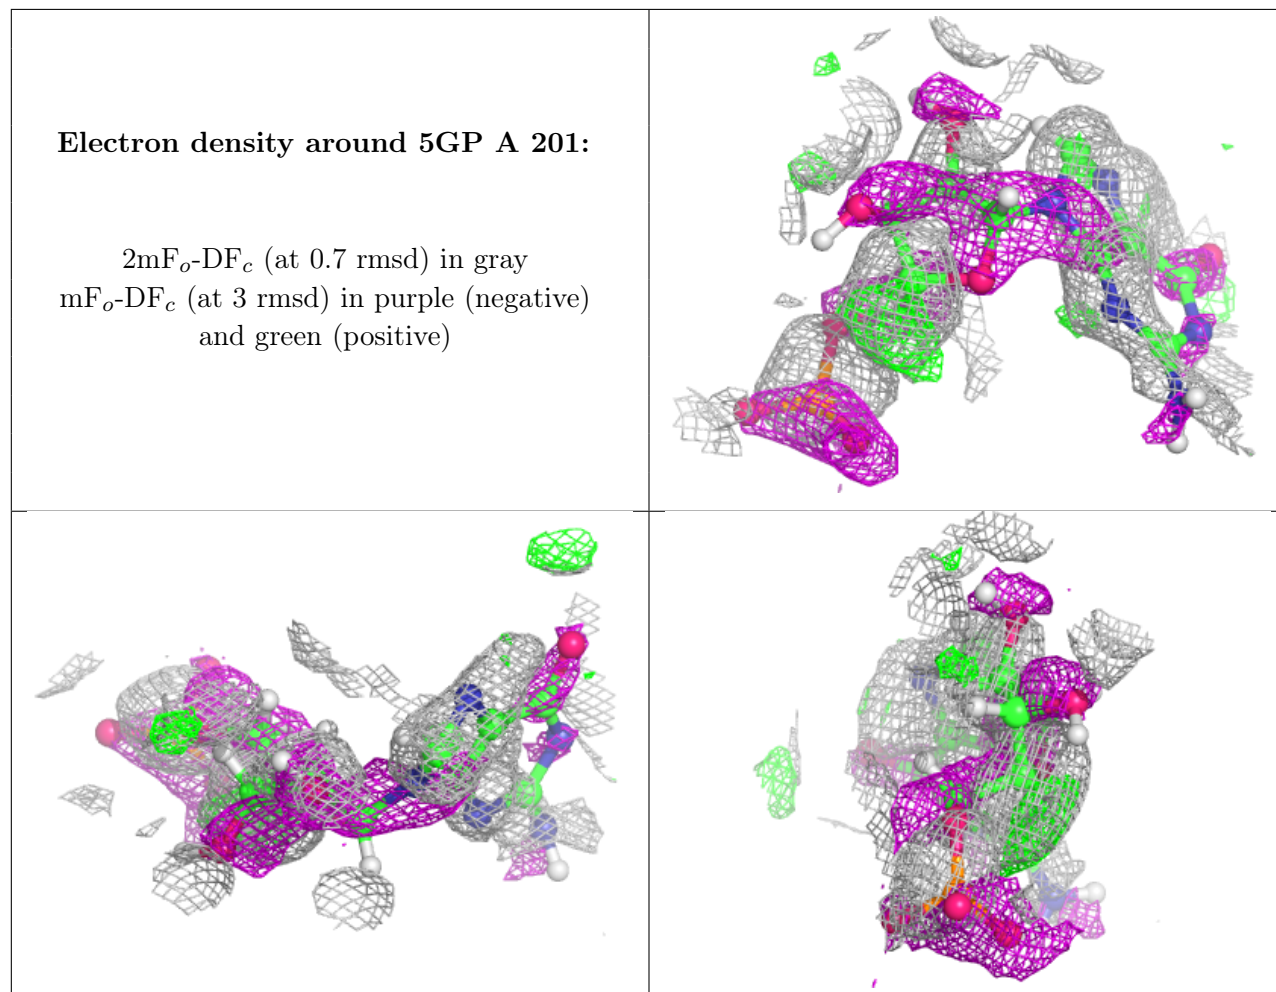 Electron density around 5GP A 201:
2mFo-DFc (at 0.7 rmsd) in gray
mFo-DFc (at 3 rmsd) in purple (negative)
and green (positive)